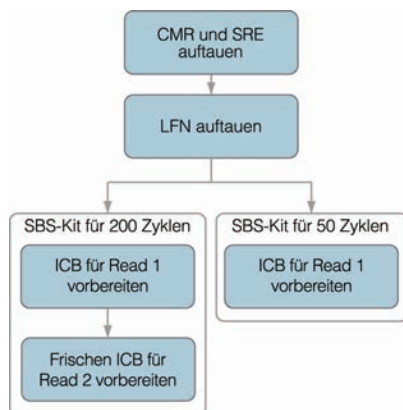 CMR und SRE
auftauen
LFN auftauen
SBS-Kit für 200 Zyklen
ICB für Read 1
vorbereiten
Frischen ICB für
Read 2 vorbereiten
SBS-Kit für 50 Zyklen
ICB für Read 1
vorbereiten